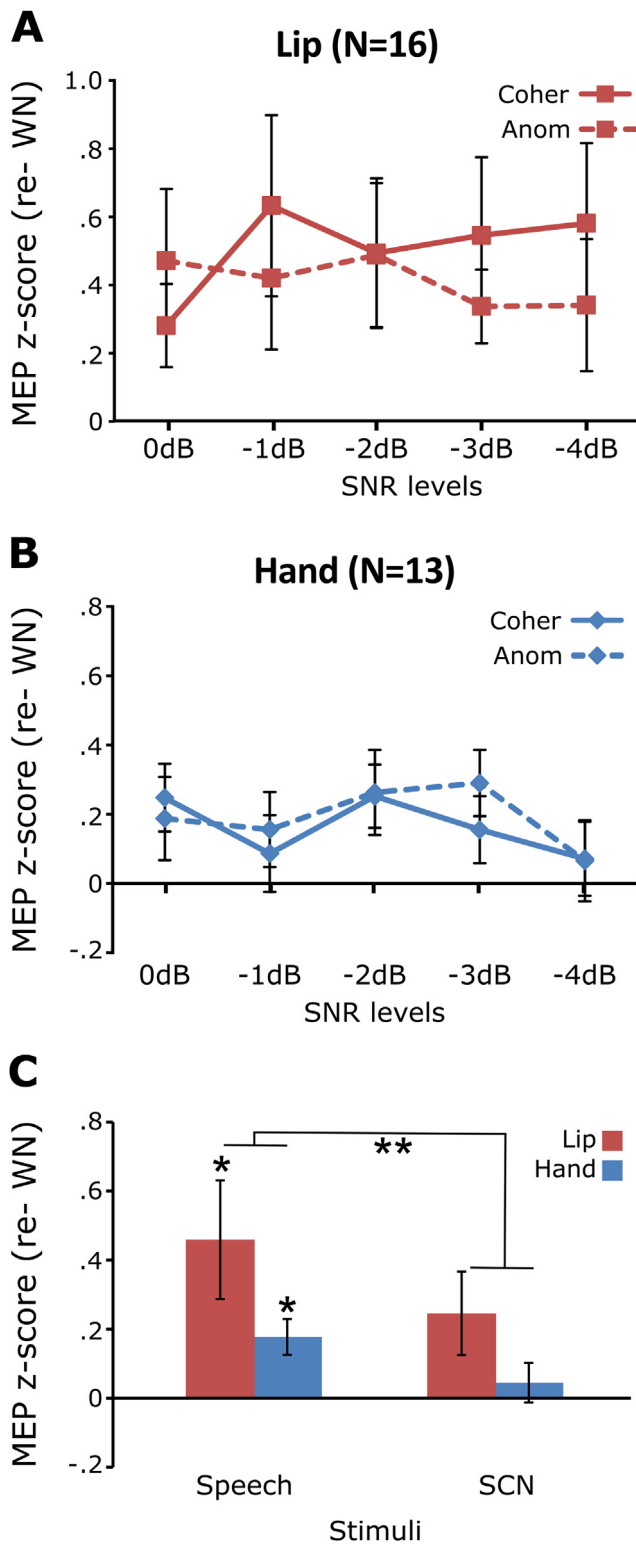 A
Lip (N=16)
MEP z-score (re- WN)
1.0
.8
.6
.4
.2
0
Coher
Anom
0dB -1dB -2dB -3dB -4dB
SNR levels
B
Hand (N=13)
MEP z-score (re- WN)
.8
.6
.4
.2
0
-.2
Coher
Anom
0dB -1dB -2dB -3dB -4dB
SNR levels
C
MEP z-score (re- WN)
.8
.6
.4
.2
0
-.2
Lip
Hand
**
*
*
Speech SCN
Stimuli